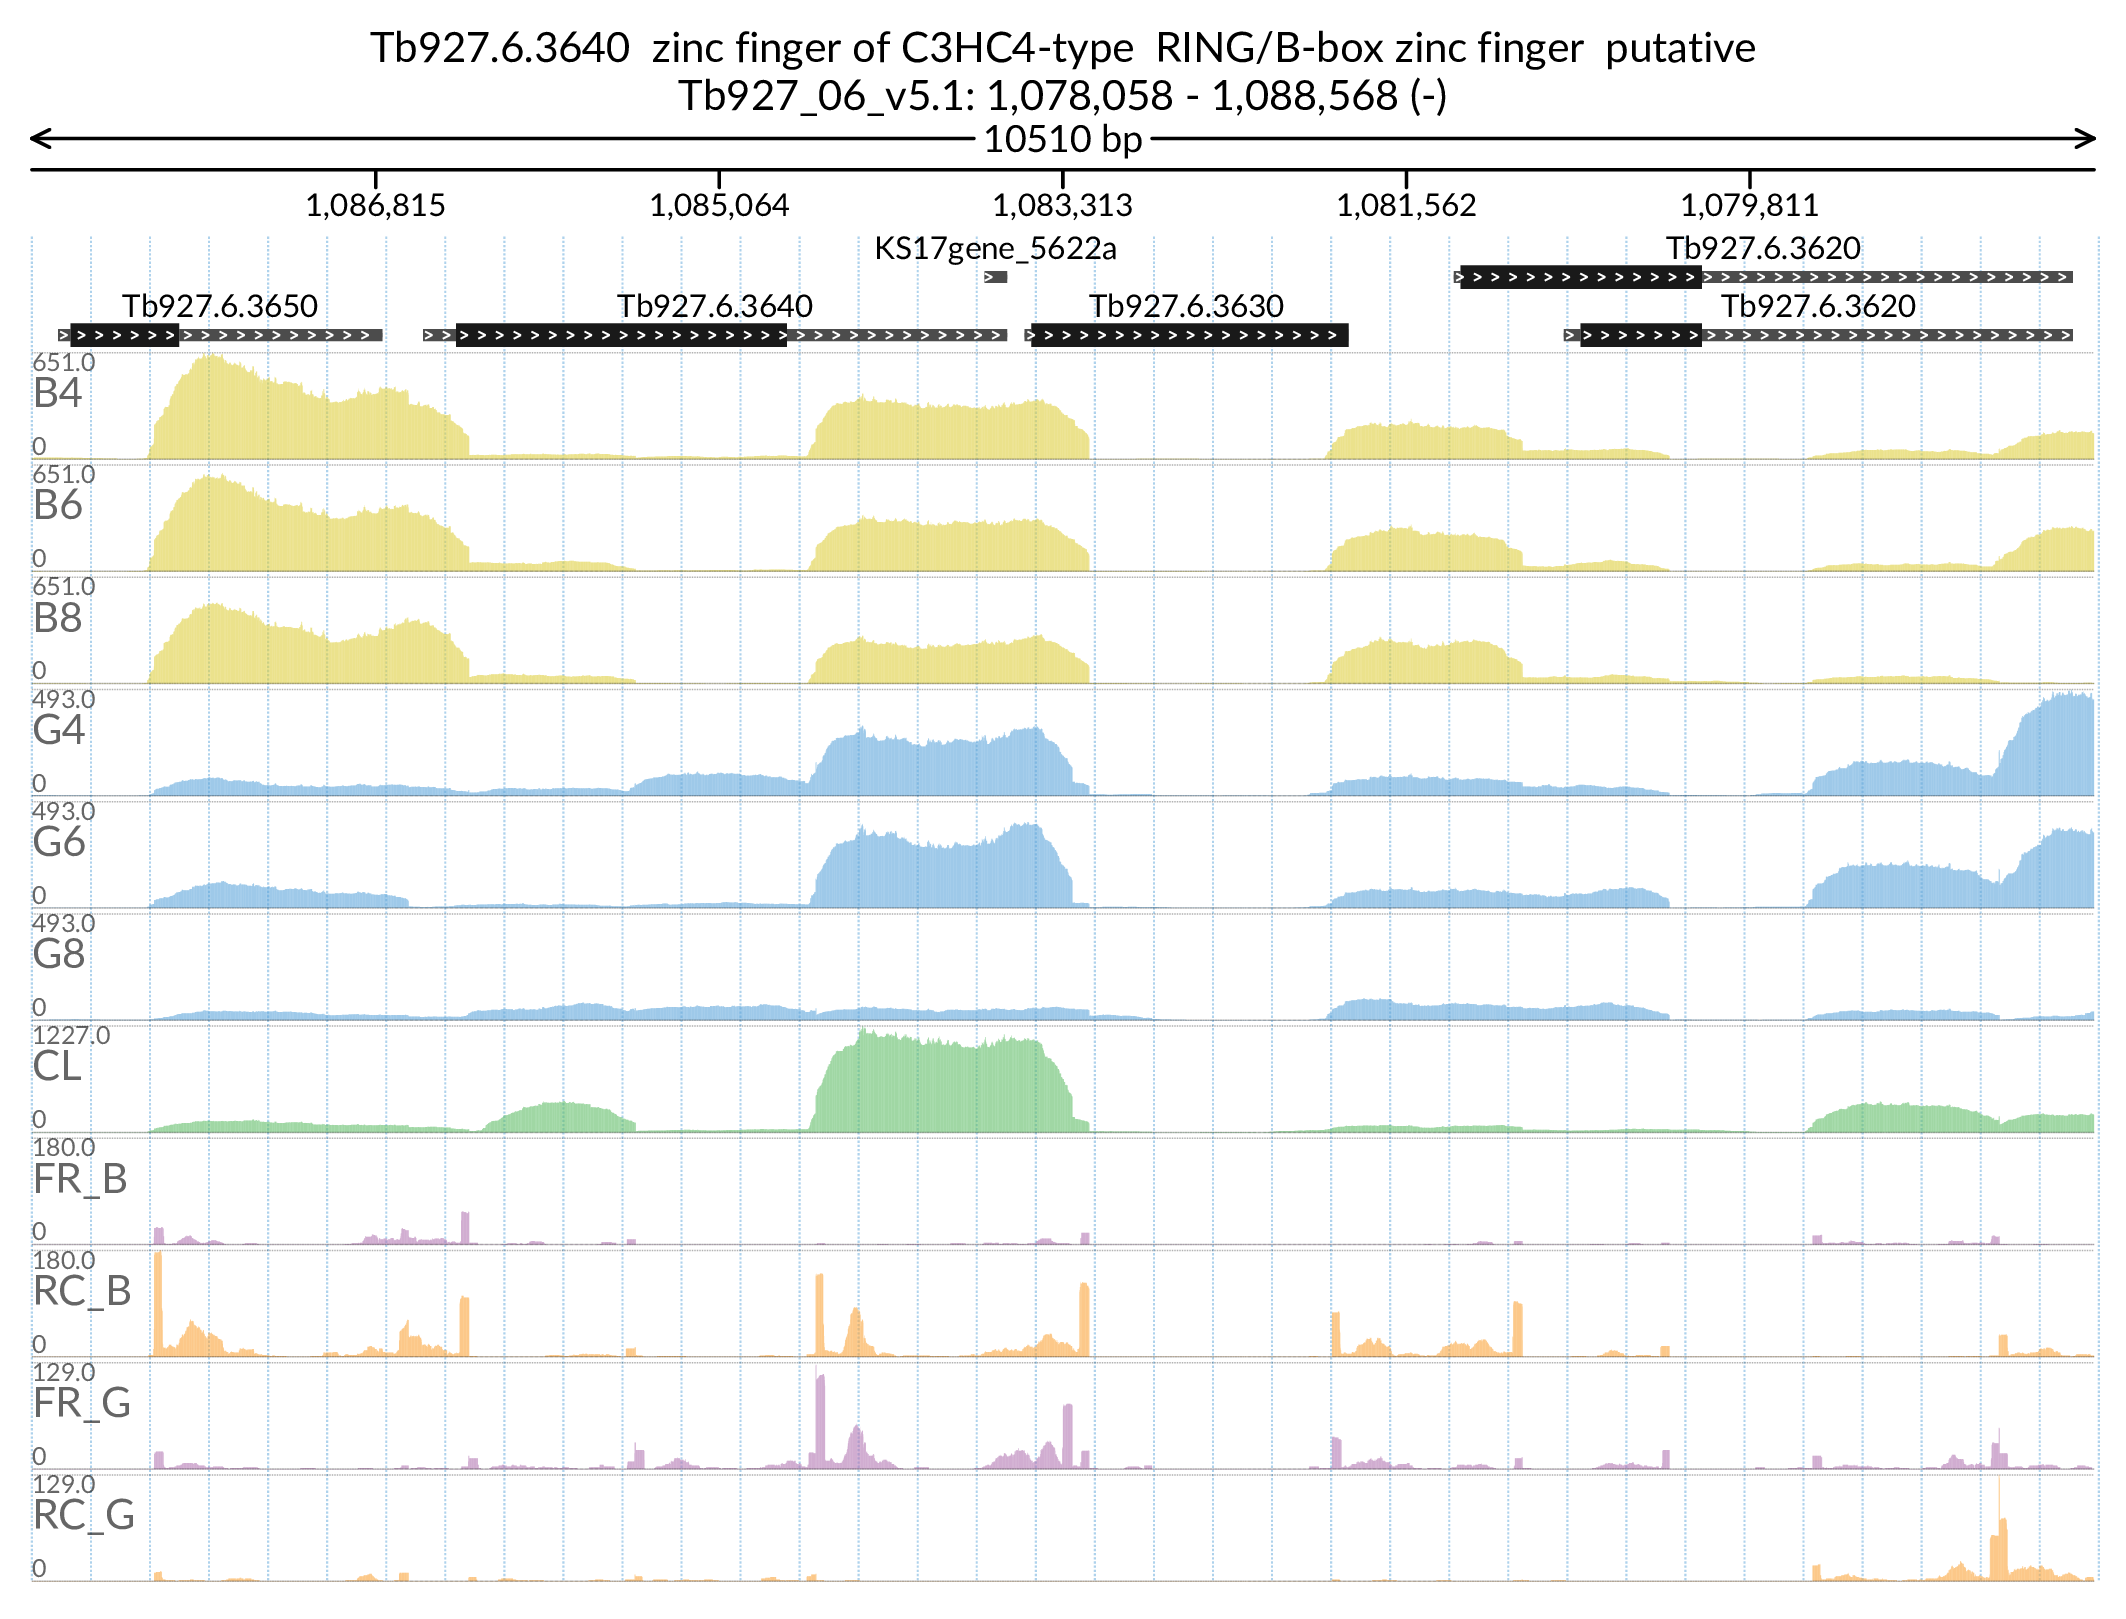 Tb927.6.3640  zinc finger of C3HC4-type  RING/B-box zinc finger  putative
Tb927_06_v5.1: 1,078,058 - 1,088,568 (-)
10510 bp
1,086,815 1,085,064 1,083,313 1,081,562 1,079,811
KS17gene_5622a Tb927.6.3620
Tb927.6.3650 Tb927.6.3640 Tb927.6.3630 Tb927.6.3620
651.0
B4
0
651.0
B6
0
651.0
B8
0
493.0
G4
0
493.0
G6
0
493.0
G8
0
1227.0
CL
0
180.0
FR_B
0
180.0
RC_B
0
129.0
FR_G
0
129.0
RC_G
0